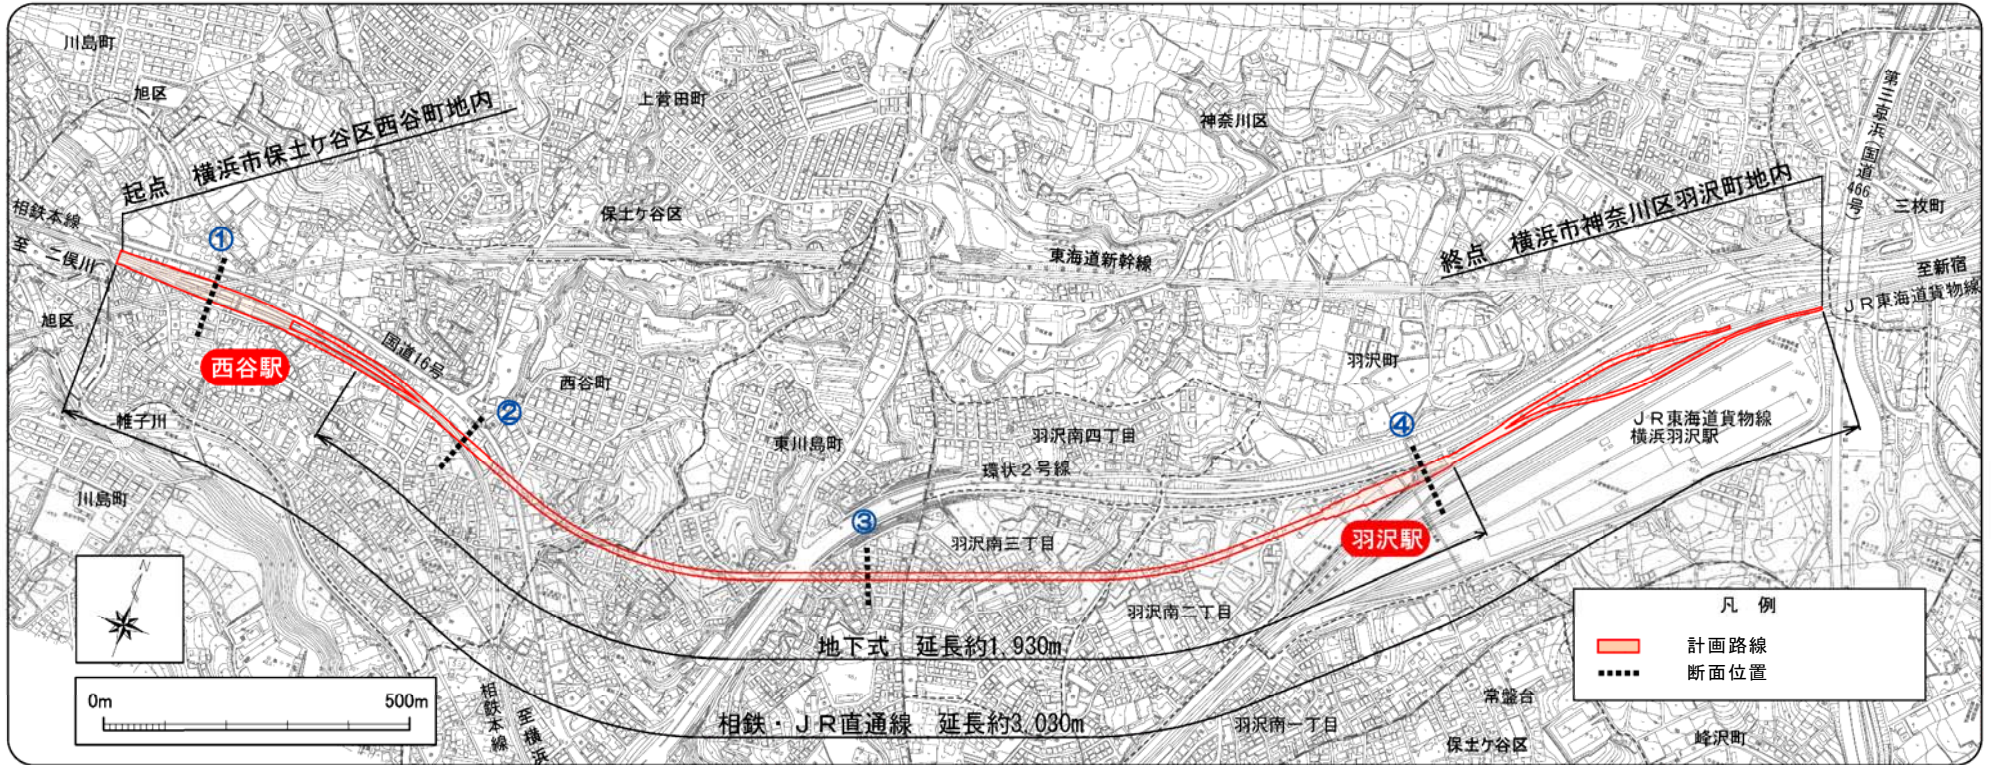 川島町
旭区
上菅田町
神奈川区
第三京浜(国道466号)
起点 横浜市保土ケ谷区西谷町地内
終点 横浜市神奈川区羽沢町地内
三枚町
相鉄本線
至 二俣川
①
保土ケ谷区
東海道新幹線
至新宿
JR東海道貨物線
旭区
西谷駅
国道16号
西谷町
羽沢町
帷子川
②
東川島町
羽沢南四丁目
④
JR東海道貨物線
横浜羽沢駅
環状2号線
川島町
③
羽沢南三丁目
羽沢駅
羽沢南二丁目
地下式 延長約1,930m
N
0m 500m
相鉄本線
至横浜
相鉄・JR直通線 延長約3,030m
羽沢南一丁目
常盤台
保土ケ谷区
峰沢町
凡 例
計画路線
断面位置